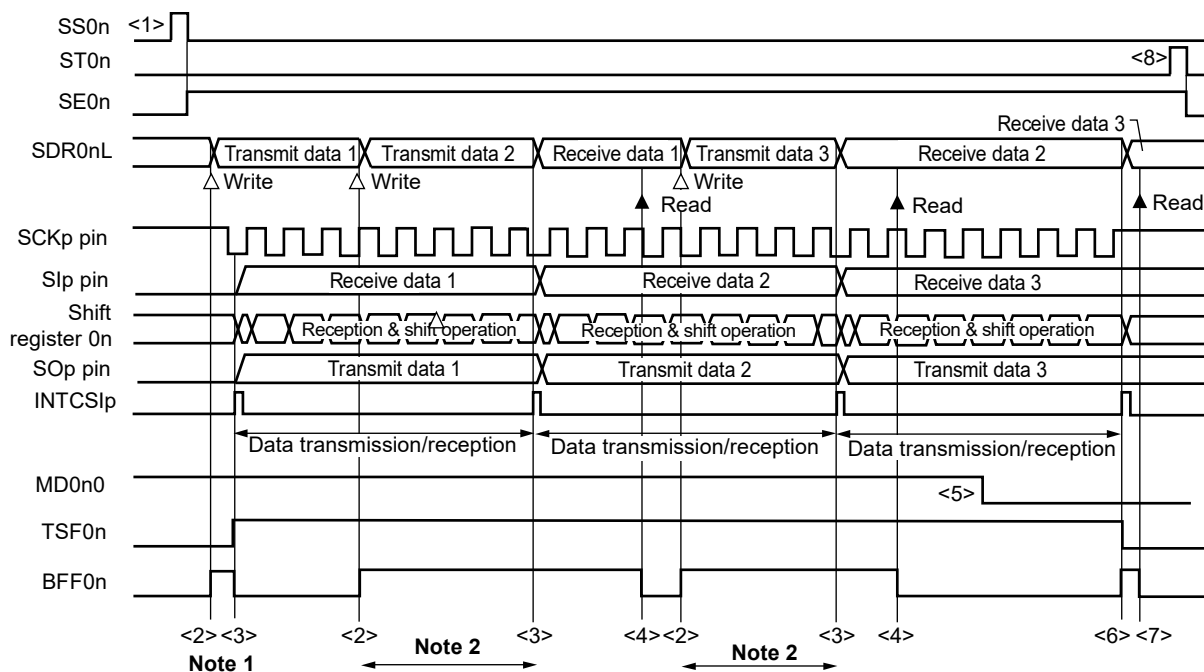 SS0n <1>
ST0n <8>
SE0n
Receive data 3
SDR0nL Transmit data 1 Transmit data 2 Receive data 1 Transmit data 3 Receive data 2
Write Write Write
Read Read Read
SCKp pin
SIp pin Receive data 1 Receive data 2 Receive data 3
Shift
register 0n Reception & shift operation Reception & shift operation Reception & shift operation
SOp pin Transmit data 1 Transmit data 2 Transmit data 3
INTCSIp
Data transmission/reception Data transmission/reception Data transmission/reception
MD0n0 <5>
TSF0n
BFF0n
<2> <3> <2> <3> <4> <2> <3> <4> <6> <7>
Note 1 Note 2 Note 2